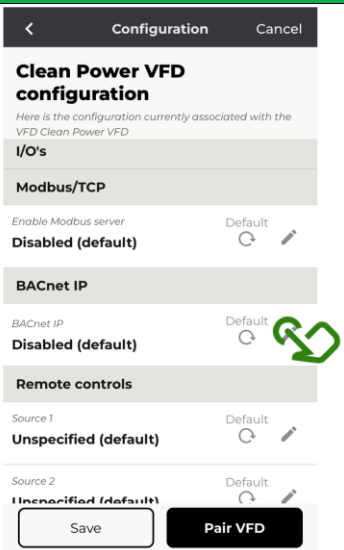 Configuration Cancel
Clean Power VFD
configuration
Here is the configuration currently associated with the
VFD Clean Power VFD
I/O's
Modbus/TCP
Enable Modbus server Default
Disabled (default)
BACnet IP
BACnet IP Default
Disabled (default)
Remote controls
Source 1 Default
Unspecified (default)
Source 2 Default
Unspecified (default)
Save Pair VFD